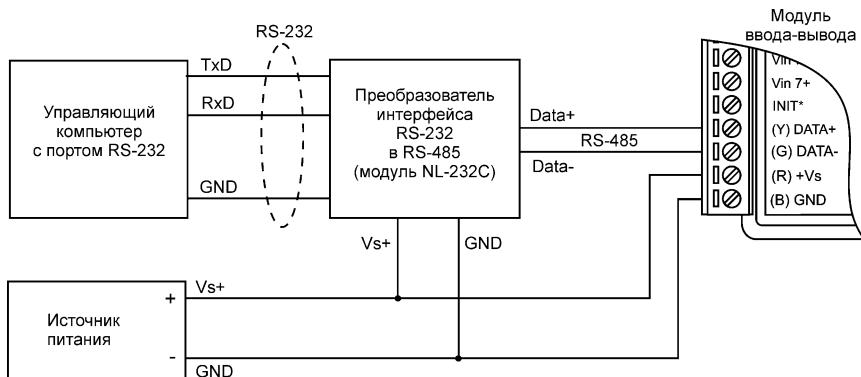 RS-232
Модуль
ввода-вывода
TxD
RxD
GND
Управляющий
компьютер
с портом RS-232
Преобразователь
интерфейса
RS-232
в RS-485
(модуль NL-232C)
Data+
RS-485
Data-
Vin 7+
INIT*
(Y) DATA+
(G) DATA-
(R) +Vs
(B) GND
Vs+
GND
+
Vs+
Источник
питания
-
GND